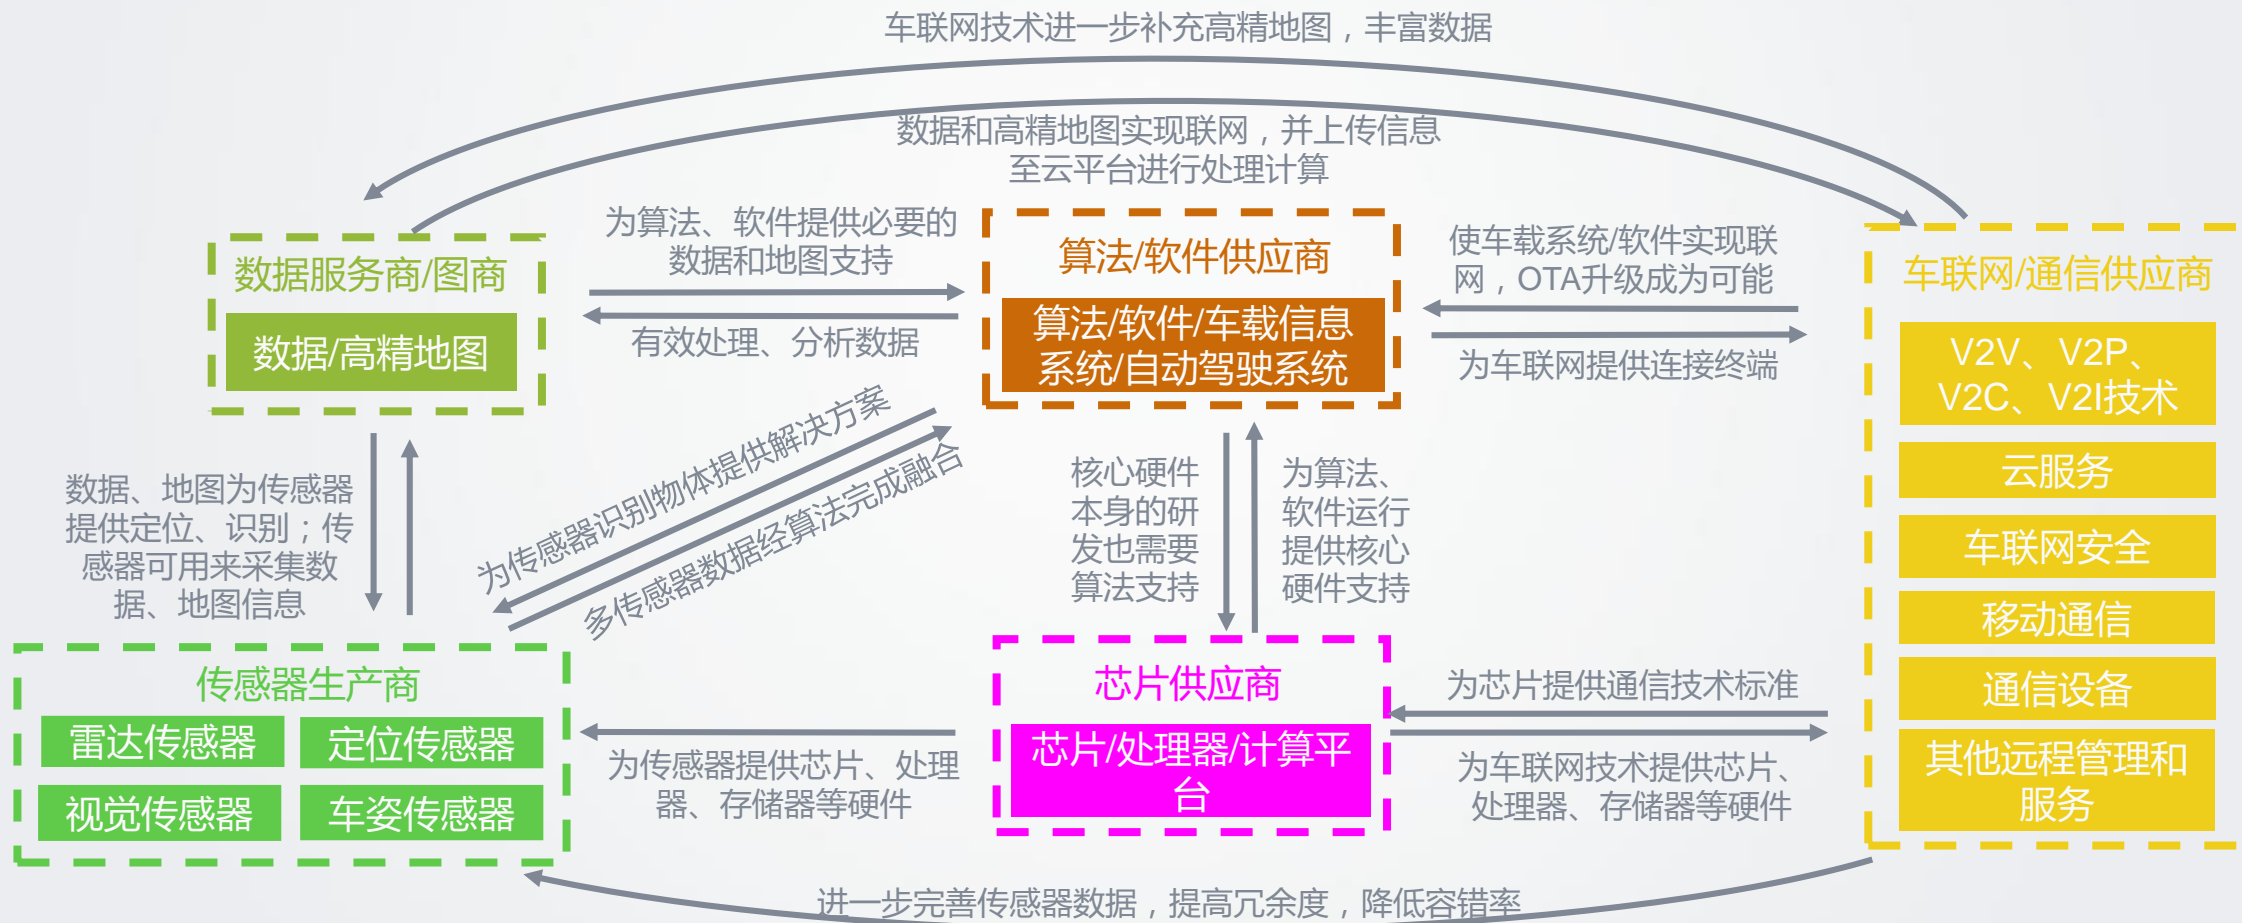 车联网技术进一步补充高精地图，丰富数据
数据和高精地图实现联网，并上传信息
至云平台进行处理计算
数据服务商/图商
数据/高精地图
为算法、软件提供必要的
数据和地图支持
有效处理、分析数据
算法/软件供应商
算法/软件/车载信息
系统/自动驾驶系统
使车载系统/软件实现联
网，OTA升级成为可能
为车联网提供连接终端
车联网/通信供应商
V2V、V2P、
V2C、V2I技术
云服务
车联网安全
移动通信
通信设备
其他远程管理和
服务
数据、地图为传感器
提供定位、识别；传
感器可用来采集数
据、地图信息
为传感器识别物体提供解决方案
多传感器数据经算法完成融合
核心硬件
本身的研
发也需要
算法支持
为算法、
软件运行
提供核心
硬件支持
传感器生产商
雷达传感器
定位传感器
视觉传感器
车姿传感器
为传感器提供芯片、处理
器、存储器等硬件
芯片供应商
芯片/处理器/计算平
台
为芯片提供通信技术标准
为车联网技术提供芯片、
处理器、存储器等硬件
进一步完善传感器数据，提高冗余度，降低容错率